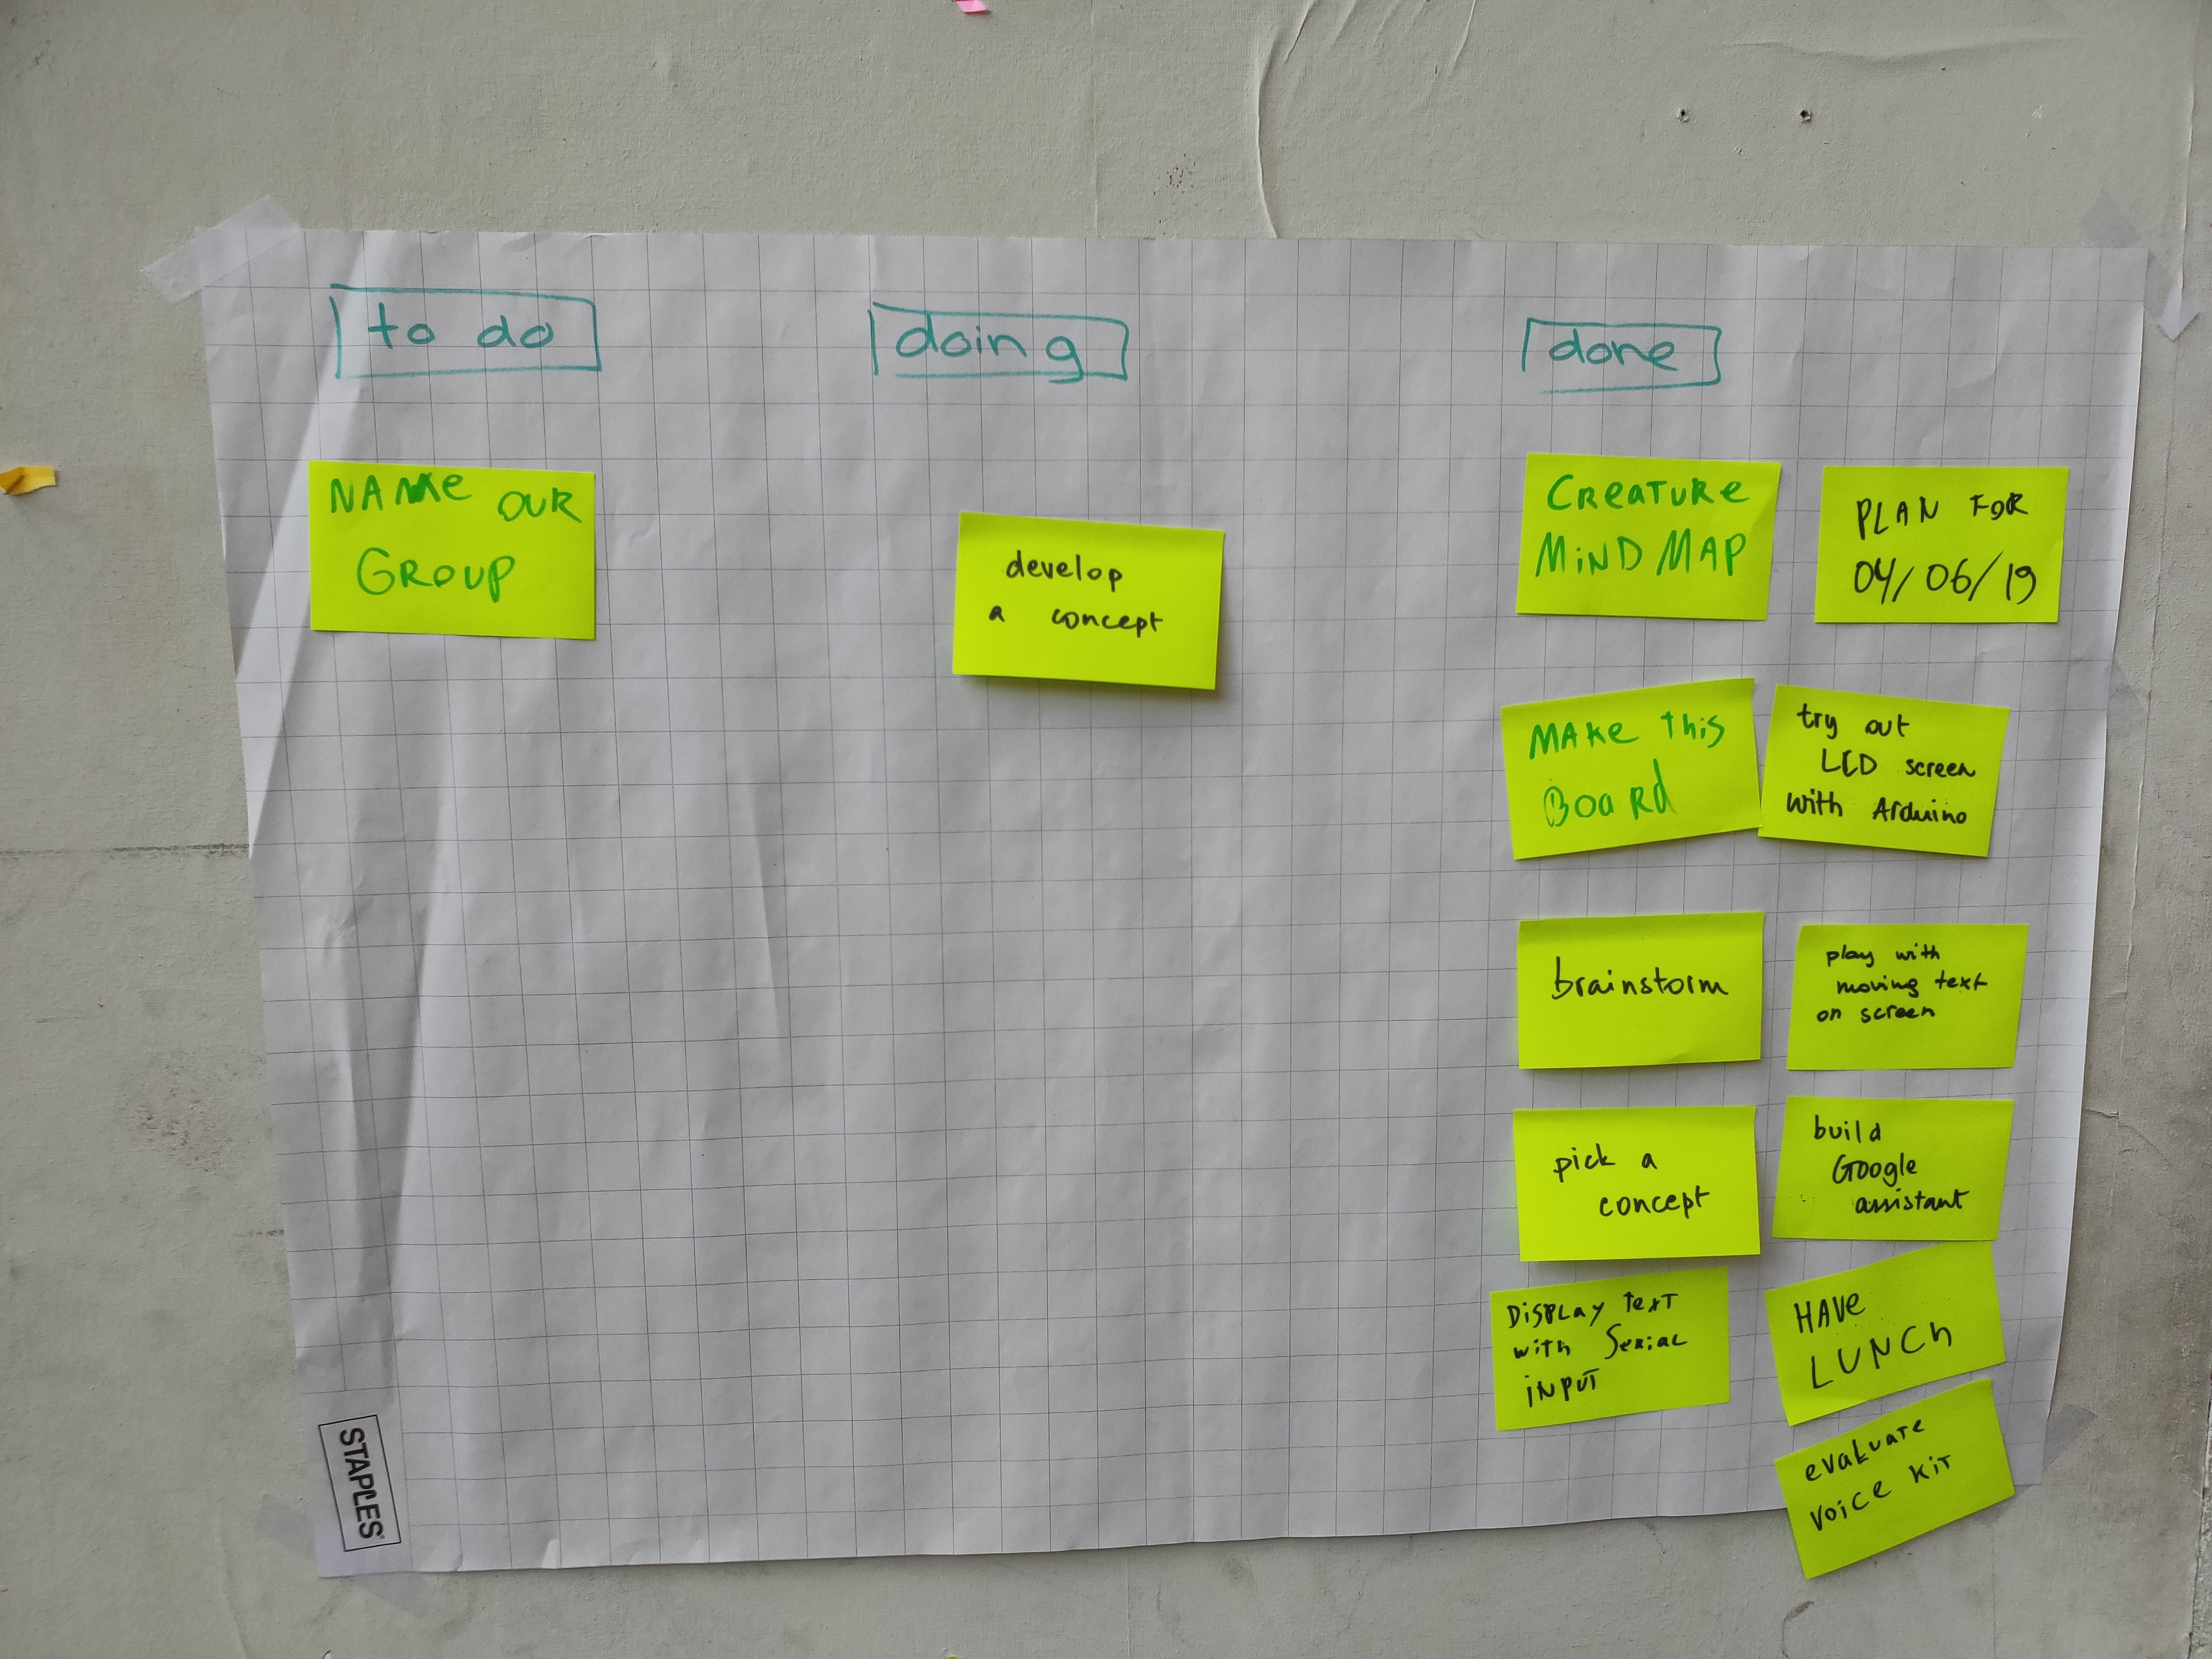 to do
doing
done
NAMe OUR
GROUP
develop
a concept
CReaTURe
MiND MAP
PLAN FOR
04/06/19
MAKe This
BoaRd
try out
LCD screen
with Arduino
brainstorm
play with
moving text
on screen
pick a
concept
build
Google
assistant
DiSPLay TexT
with Serial
iNPUT
HAVe
LUNCh
evaLuaTe
voice KiT
STAPLES